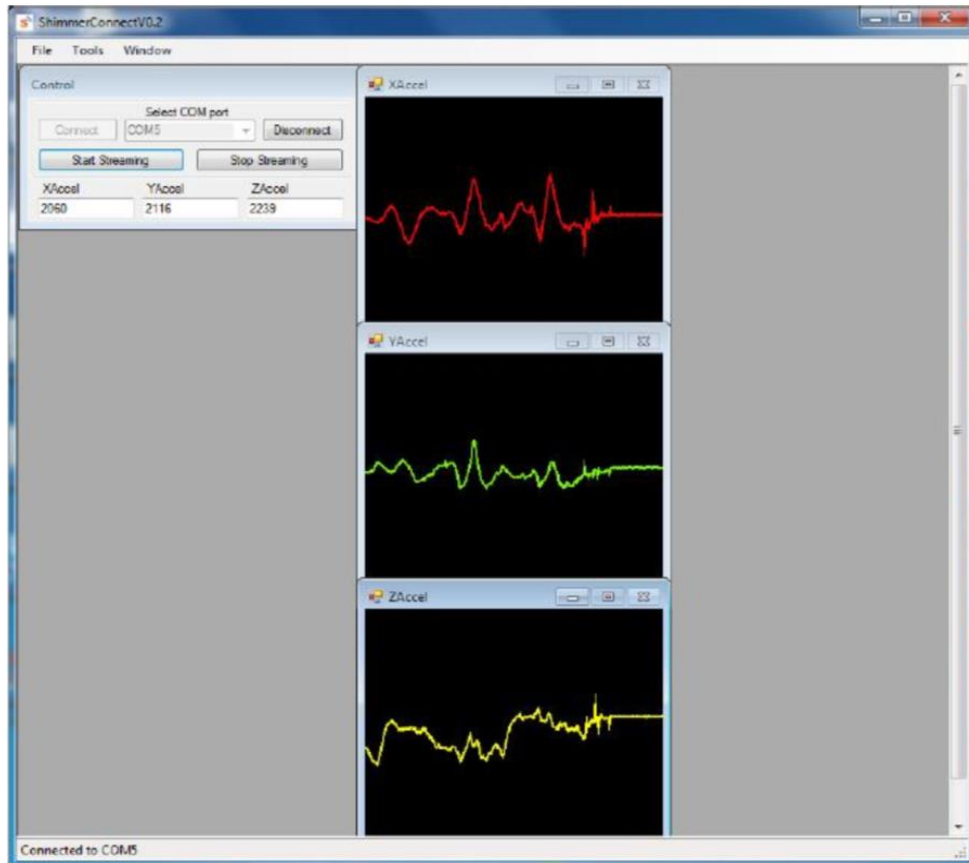 ShimmerConnectV0.2
File Tools Window
Control
Select COM port
Connect COM5 Disconnect
Start Streaming Stop Streaming
XAccel YAccel ZAccel
2060 2116 2239
XAccel
YAccel
ZAccel
Connected to COM5